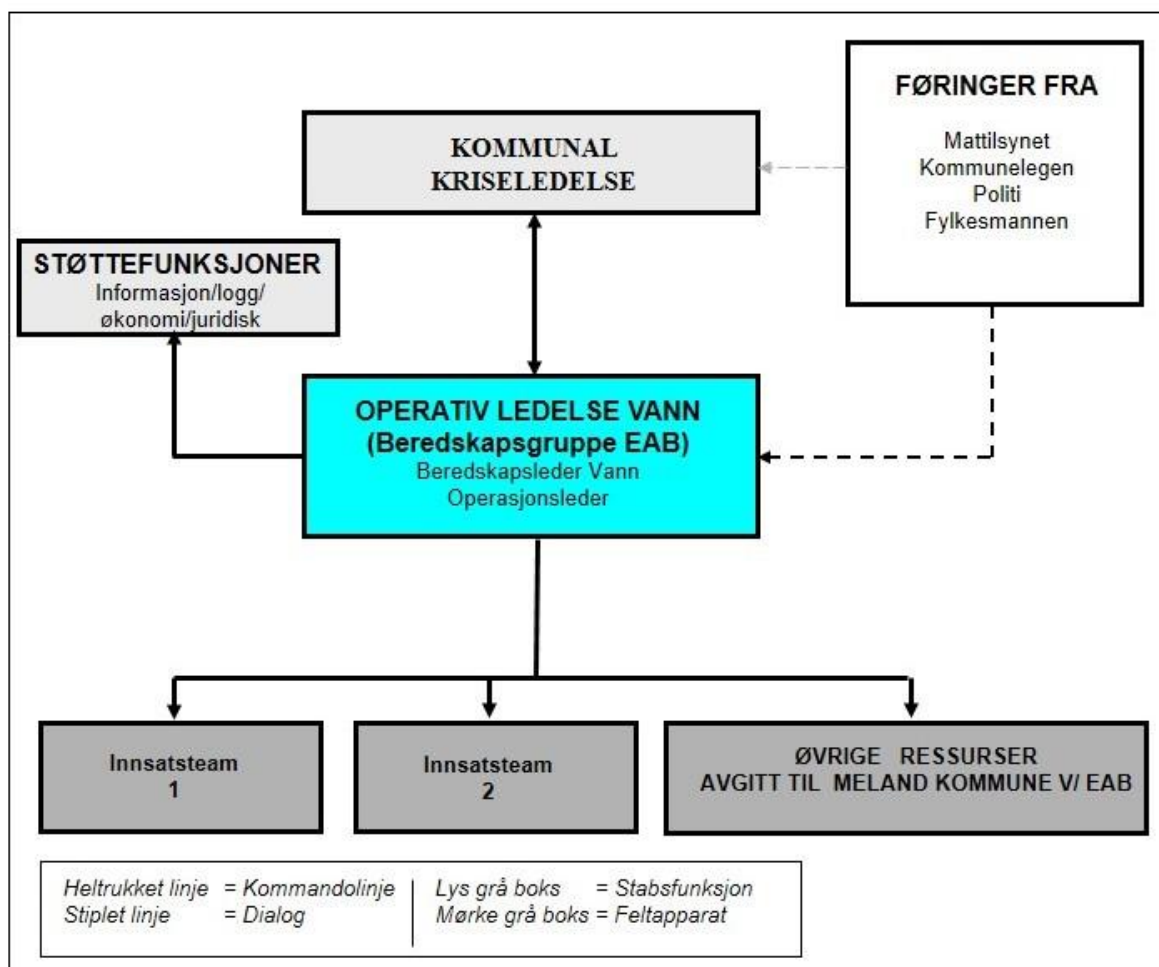 FØRINGER FRA
Mattilsynet
Kommunelegen
Politi
Fylkesmannen
KOMMUNAL
KRISELEDELSE
STØTTEFUNKSJONER
Informasjon/logg/
økonomi/juridisk
OPERATIV LEDELSE VANN
(Beredskapsgruppe EAB)
Beredskapsleder Vann
Operasjonsleder
Innsatsteam
1
Innsatsteam
2
ØVRIGE RESSURSER
AVGITT TIL MELAND KOMMUNE V/ EAB
Heltrukket linje = Kommandolinje
Stiplet linje = Dialog
Lys grå boks = Stabsfunksjon
Mørke grå boks = Feltapparat